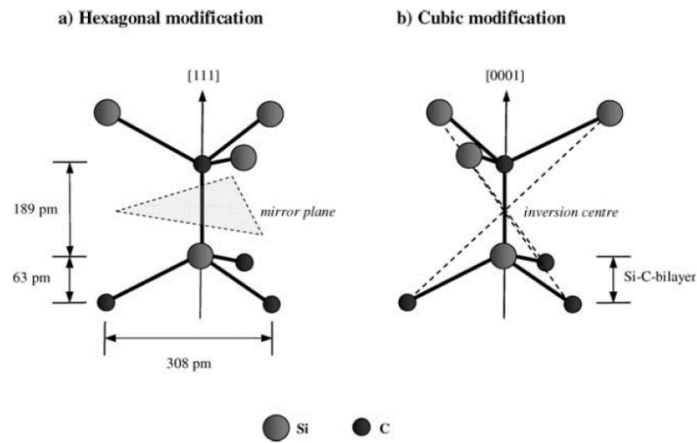 a) Hexagonal modification
b) Cubic modification
[111]
[0001]
189 pm
mirror plane
inversion centre
63 pm
Si-C-bilayer
308 pm
Si
C